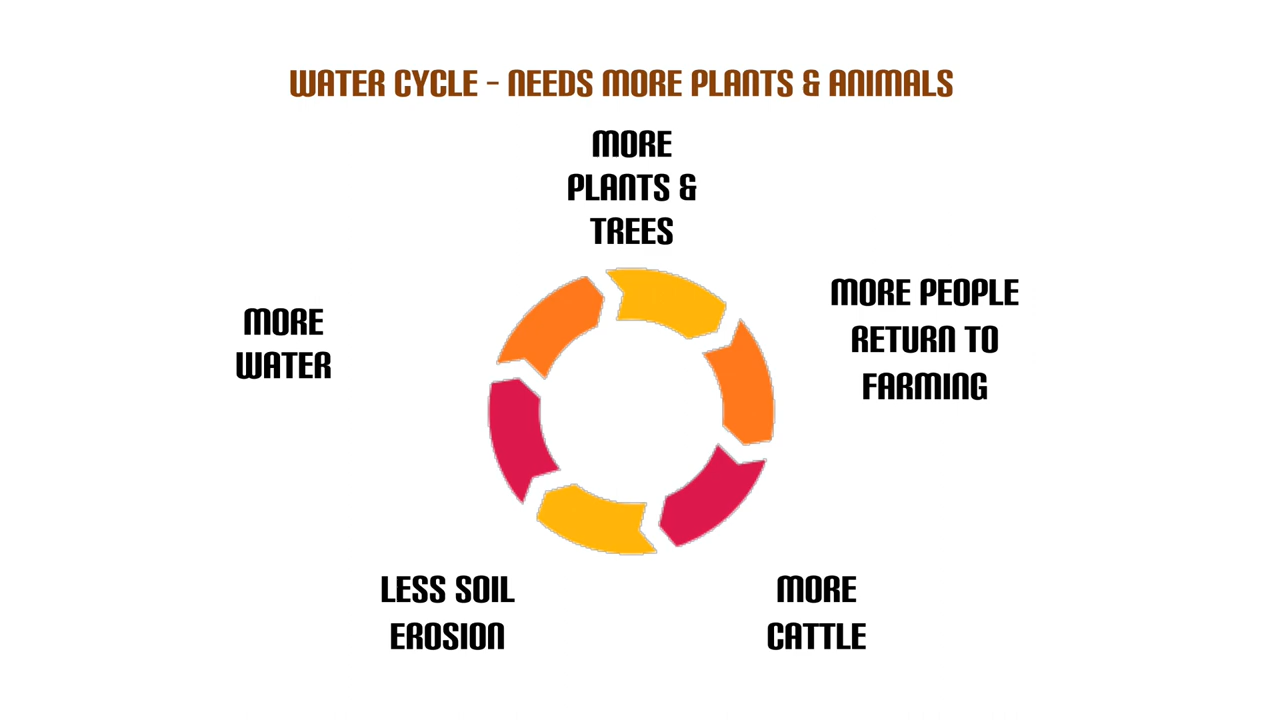 WATER CYCLE - NEEDS MORE PLANTS & ANIMALS
MORE
PLANTS &
TREES
MORE PEOPLE
RETURN TO
FARMING
MORE
WATER
LESS SOIL
EROSION
MORE
CATTLE